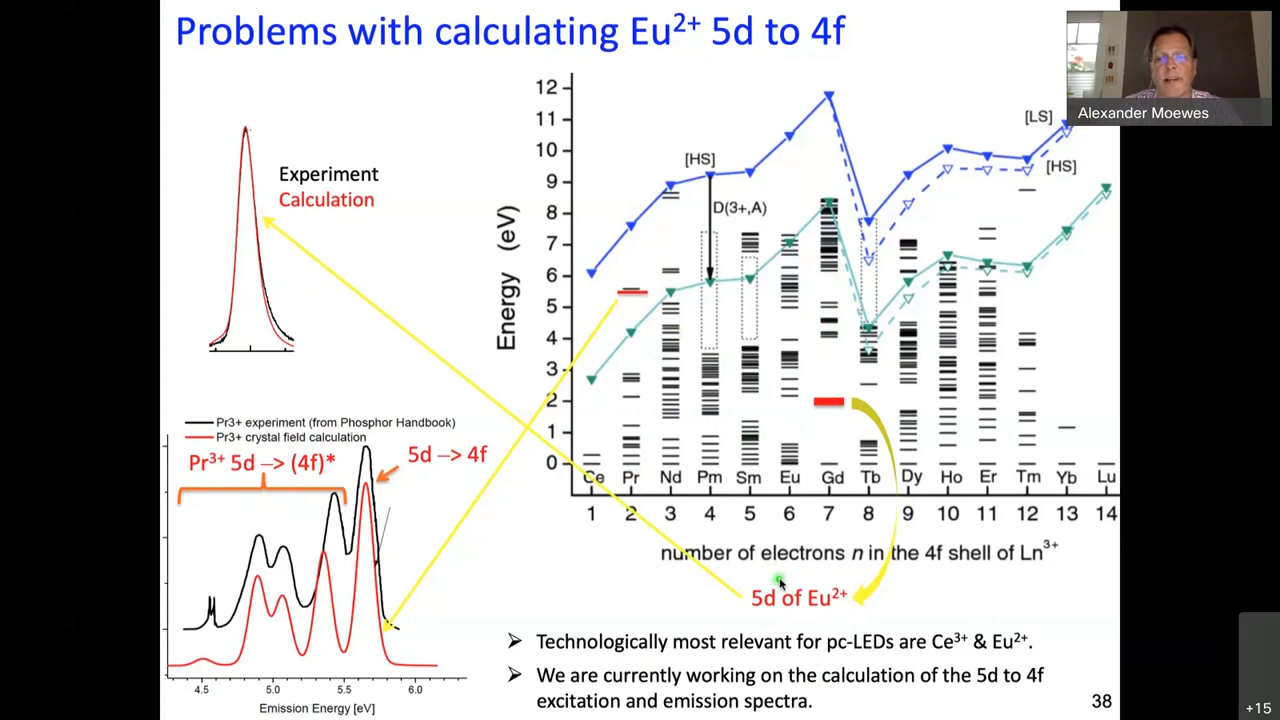 Problems with calculating Eu2+ 5d to 4f
Alexander Moewes
Experiment
Calculation
Energy (eV)
12
11
10
9
8
7
6
5
4
3
2
1
0
[HS]
D(3+,A)
[LS]
[HS]
Ce Pr Nd Pm Sm Eu Gd Tb Dy Ho Er Tm Yb Lu
1 2 3 4 5 6 7 8 9 10 11 12 13 14
number of electrons n in the 4f shell of Ln3+
Pr3+ experiment (from Phosphor Handbook)
Pr3+ crystal field calculation
Pr3+ 5d —> (4f)*
5d —> 4f
4.5 5.0 5.5 6.0
Emission Energy [eV]
5d of Eu2+
➢ Technologically most relevant for pc-LEDs are Ce3+ & Eu2+.
➢ We are currently working on the calculation of the 5d to 4f
excitation and emission spectra.
38
+15